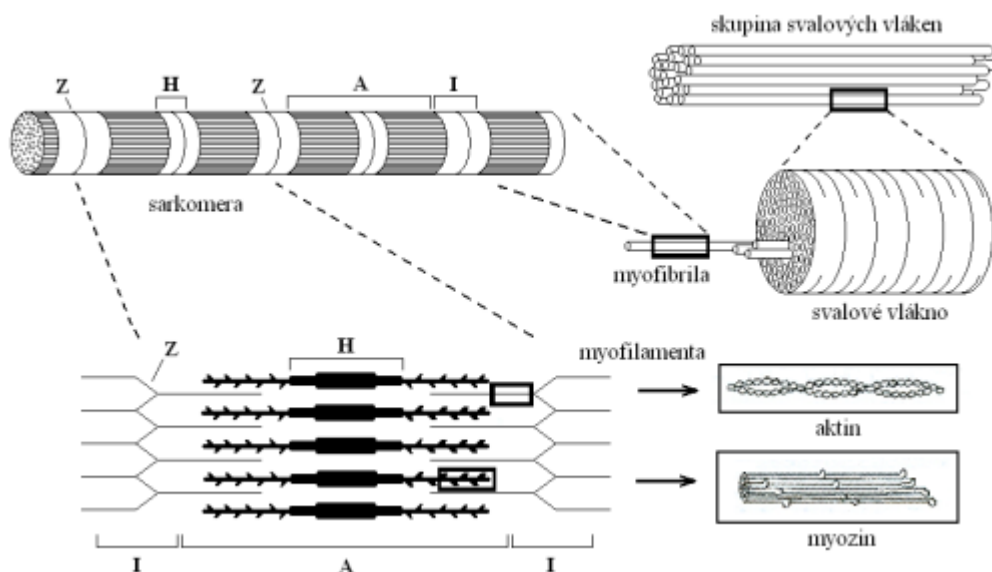 skupina svalových vláken
Z
H
Z
A
I
sarkomera
myofibrila
svalové vlákno
Z
H
myofilamenta
aktin
myozin
I
A
I